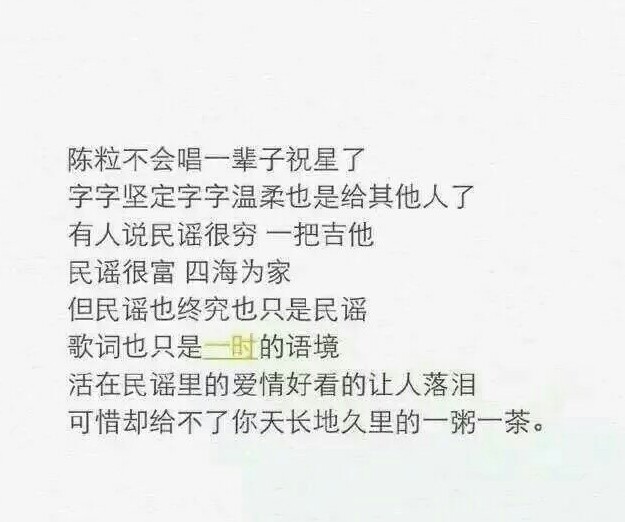 陈粒不会唱一辈子祝星了
字字坚定字字温柔也是给其他人了
有人说民谣很穷 一把吉他
民谣很富 四海为家
但民谣也终究也只是民谣
歌词也只是一时的语境
活在民谣里的爱情好看的让人落泪
可惜却给不了你天长地久里的一粥一茶。